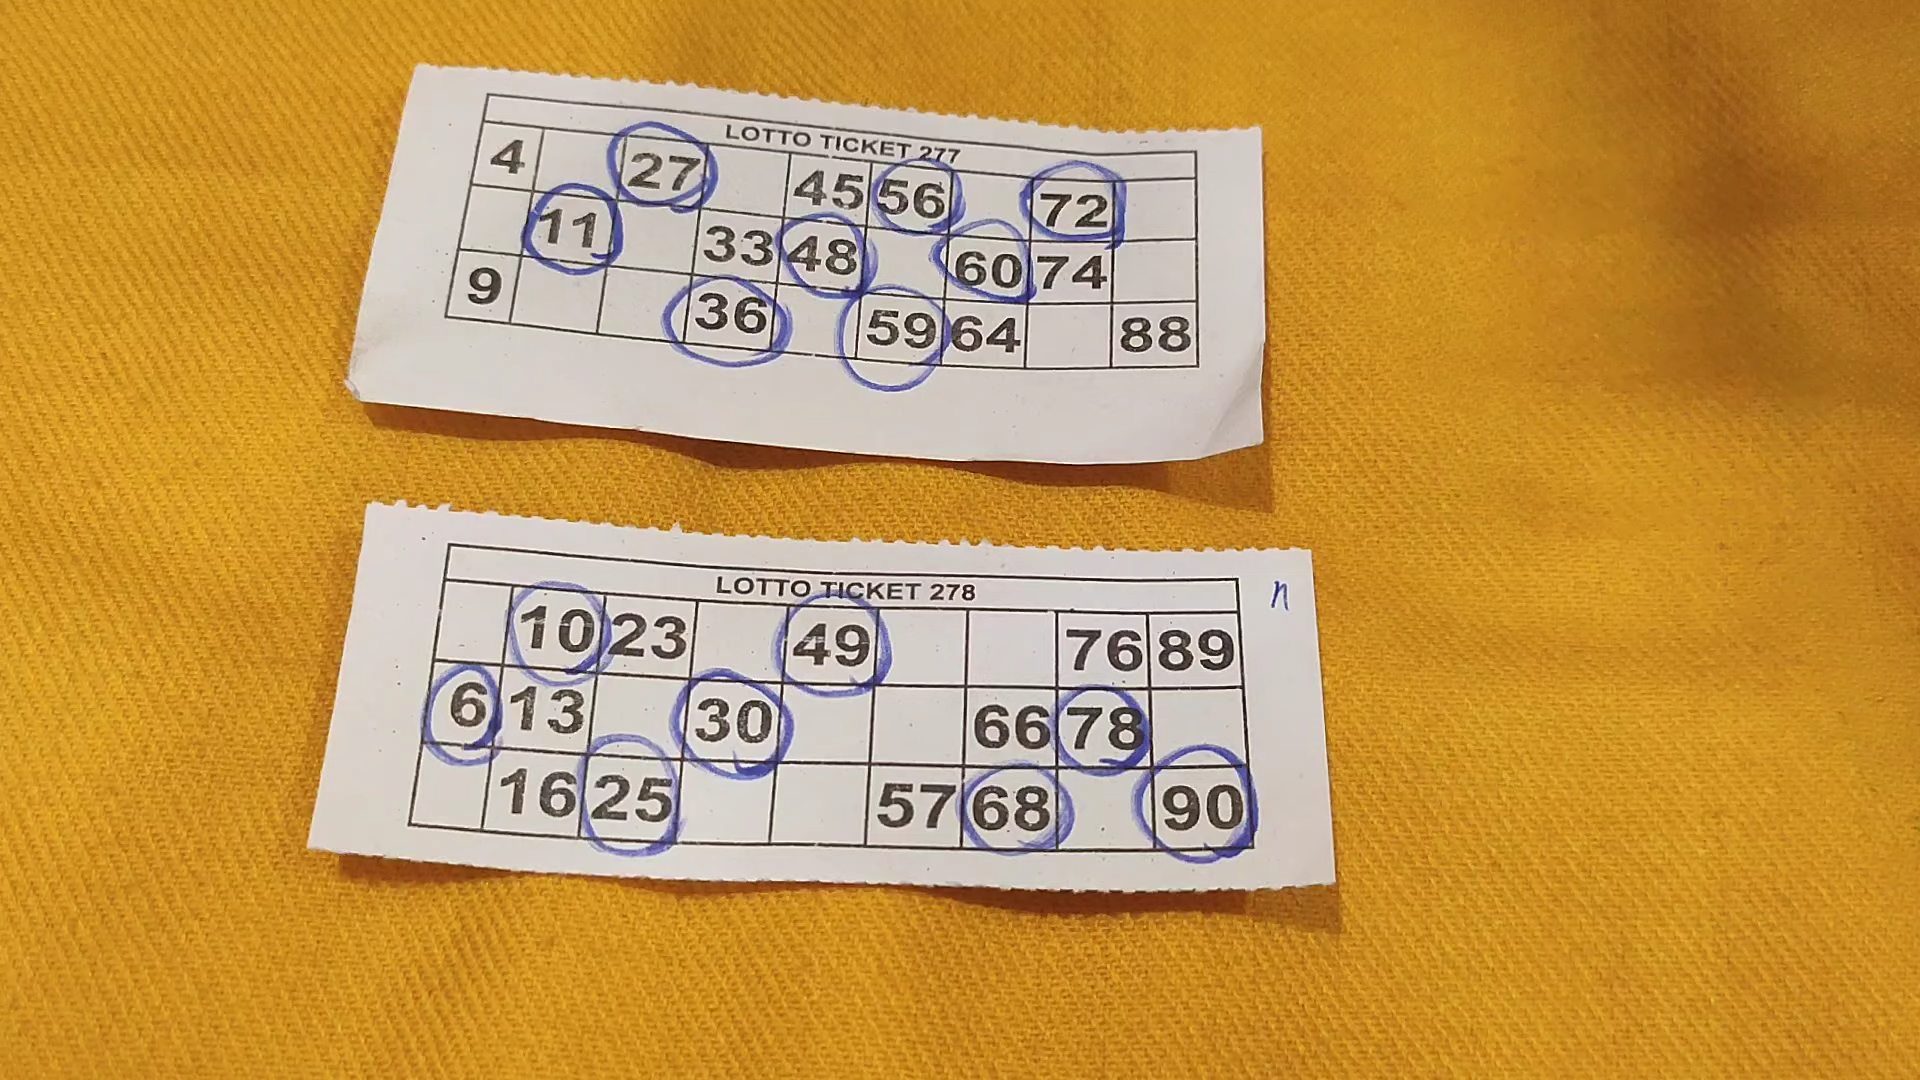 LOTTO TICKET 277
4 27 45 56 72
11 33 48 60 74
9 36 59 64 88
LOTTO TICKET 278
n
10 23 49 76 89
6 13 30 66 78
16 25 57 68 90